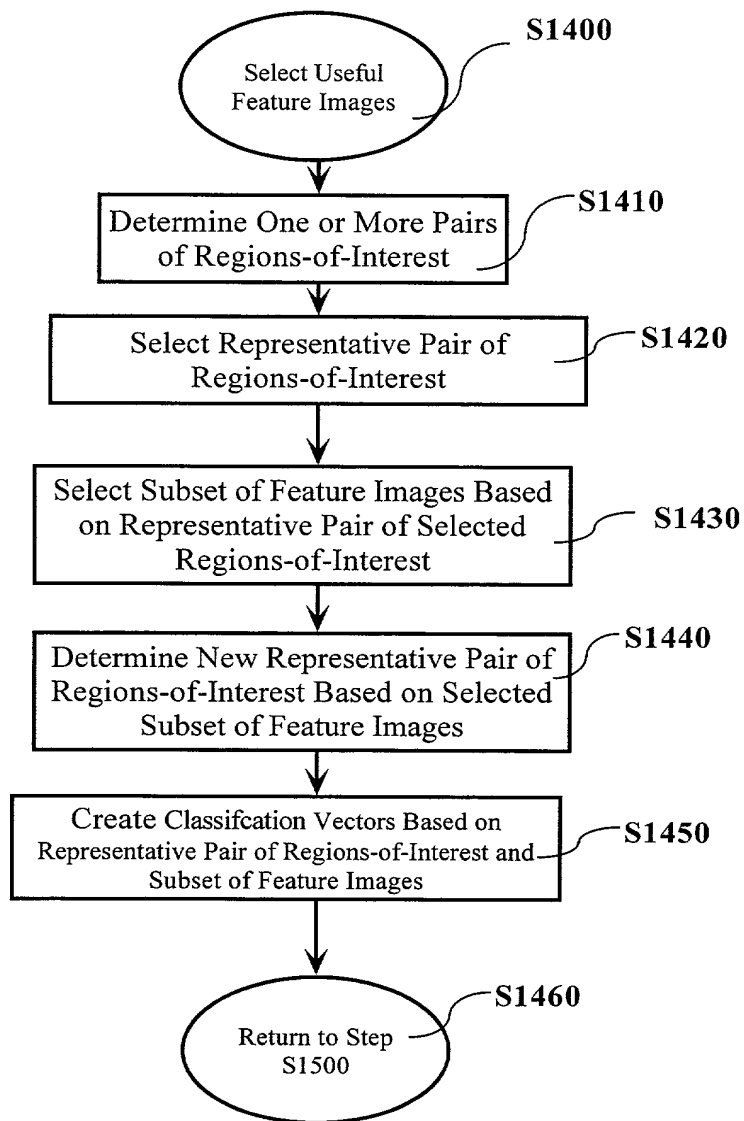 S1400
Select Useful
Feature Images
S1410
Determine One or More Pairs
of Regions-of-Interest
S1420
Select Representative Pair of
Regions-of-Interest
Select Subset of Feature Images Based
on Representative Pair of Selected
Regions-of-Interest
S1430
Determine New Representative Pair of
Regions-of-Interest Based on Selected
Subset of Feature Images
S1440
Create Classifcation Vectors Based on
Representative Pair of Regions-of-Interest and
Subset of Feature Images
S1450
S1460
Return to Step
S1500